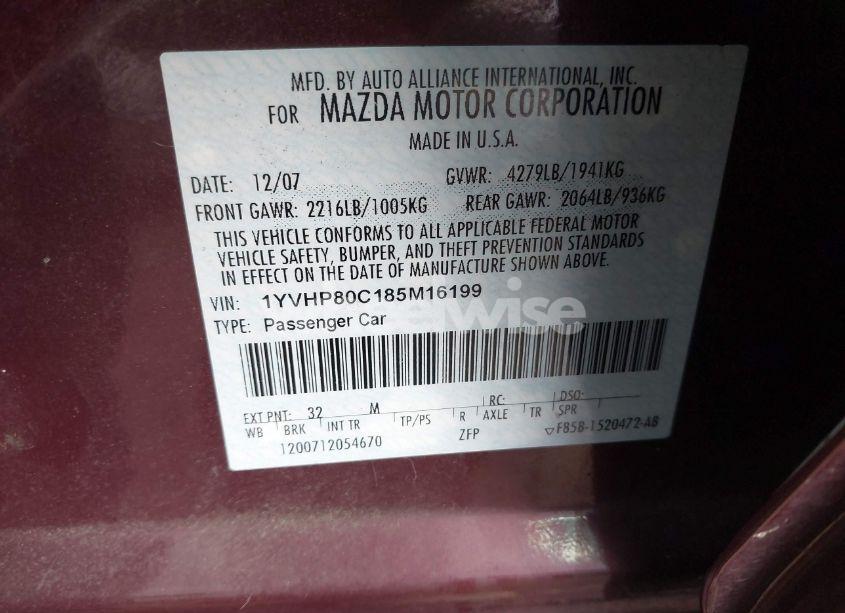 MFD. BY AUTO ALLIANCE INTERNATIONAL, INC.
FOR MAZDA MOTOR CORPORATION
MADE IN U.S.A.
DATE: 12/07 GVWR: 4279LB/1941KG
FRONT GAWR: 2216LB/1005KG REAR GAWR: 2064LB/936KG
THIS VEHICLE CONFORMS TO ALL APPLICABLE FEDERAL MOTOR
VEHICLE SAFETY, BUMPER, AND THEFT PREVENTION STANDARDS
IN EFFECT ON THE DATE OF MANUFACTURE SHOWN ABOVE.
VIN: 1YVHP80C185M16199
TYPE: Passenger Car
EXT PNT: 32 M RC: DSO:
WB BRK INT TR TP/PS R AXLE TR SPR
1200712054670 ZFP ▽F85B-1520472-AB